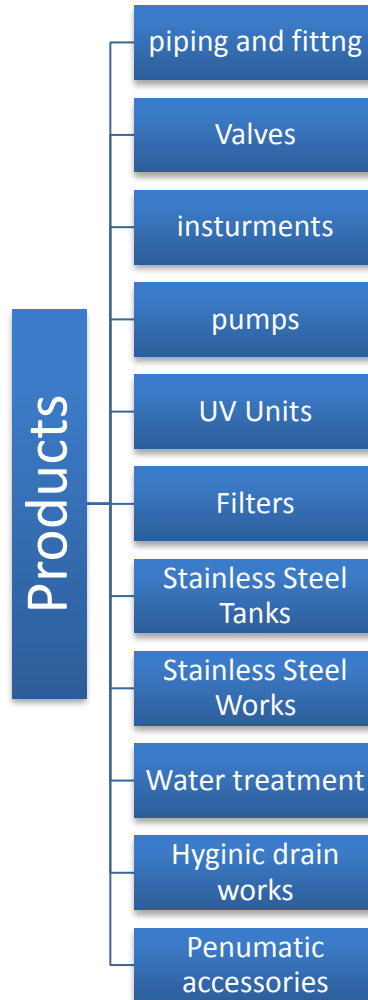 Products
piping and fittng
Valves
insturments
pumps
UV Units
Filters
Stainless Steel
Tanks
Stainless Steel
Works
Water treatment
Hyginic drain
works
Penumatic
accessories